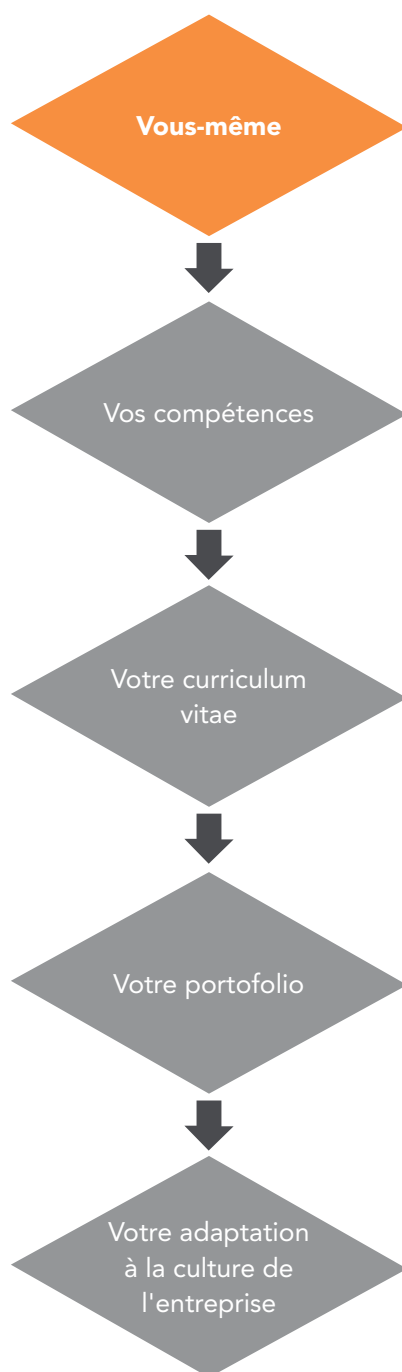 Vous-même
Vos compétences
Votre curriculum
vitae
Votre portofolio
Votre adaptation
à la culture de
l'entreprise